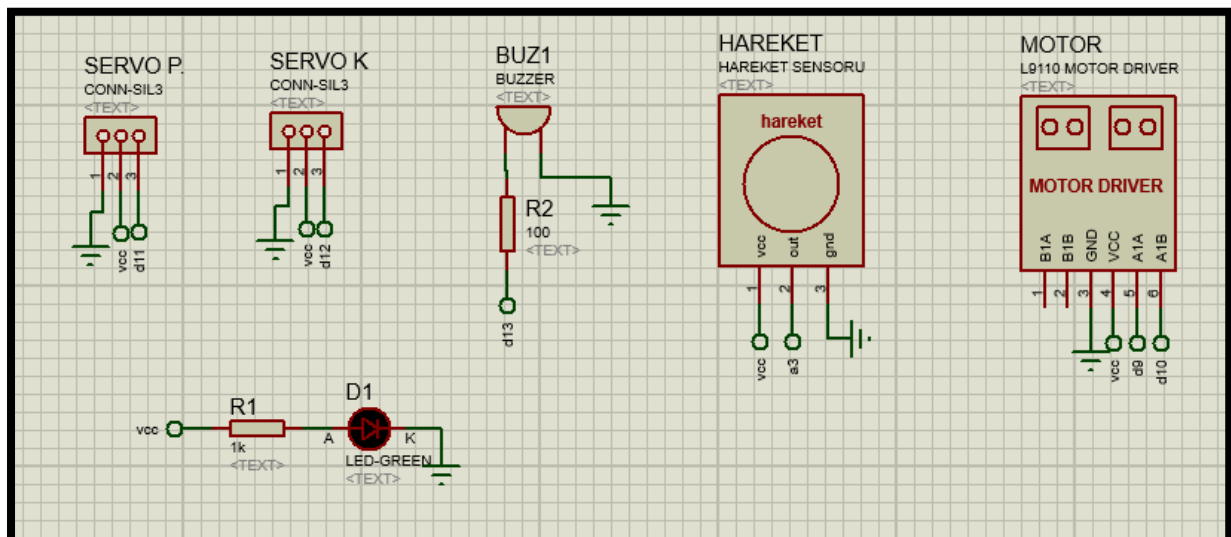 SERVO P.
CONN-SIL3
<TEXT>
1
2
3
vcc
d11
SERVO K
CONN-SIL3
<TEXT>
1
2
3
vcc
d12
BUZ1
BUZZER
<TEXT>
R2
100
<TEXT>
d13
HAREKET
HAREKET SENSORU
<TEXT>
hareket
vcc
out
gnd
1
2
3
vcc
a3
MOTOR
L9110 MOTOR DRIVER
<TEXT>
MOTOR DRIVER
B1A
B1B
GND
VCC
A1A
A1B
1
2
3
4
5
6
vcc
d9
d10
vcc
R1
1k
<TEXT>
D1
A
K
LED-GREEN
<TEXT>